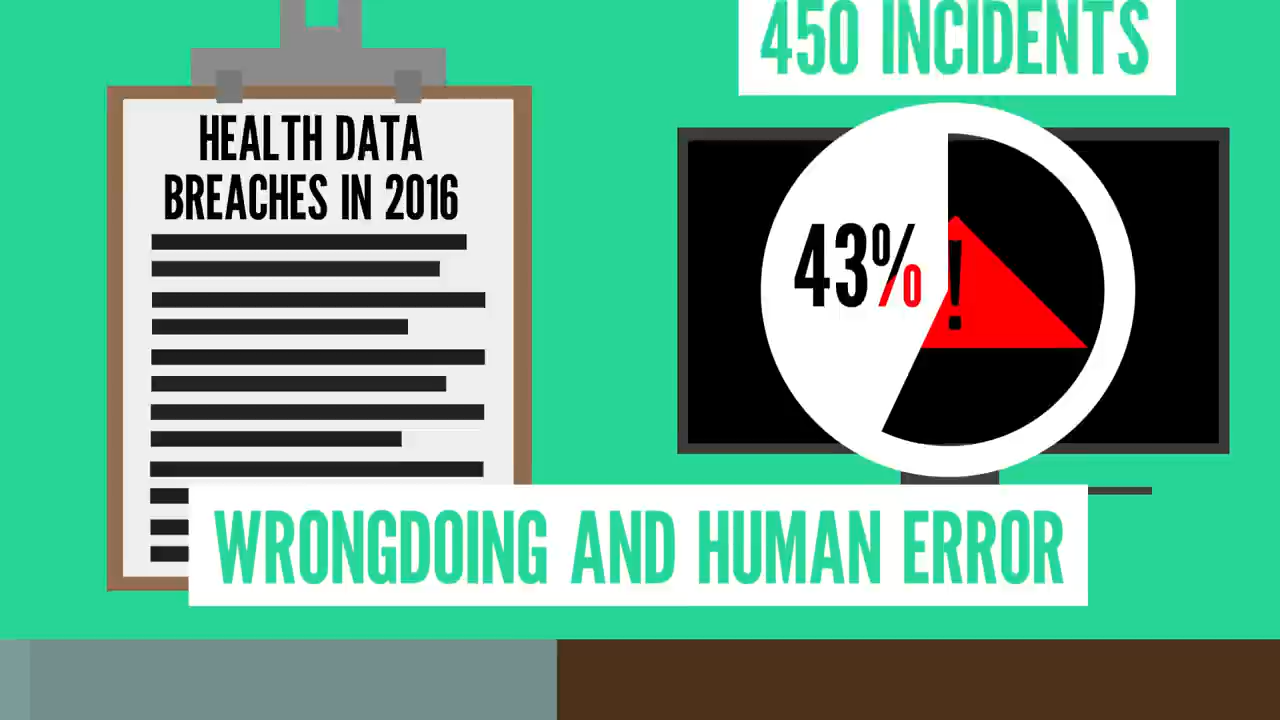 HEALTH DATA
BREACHES IN 2016
450 INCIDENTS
43%
!
WRONGDOING AND HUMAN ERROR